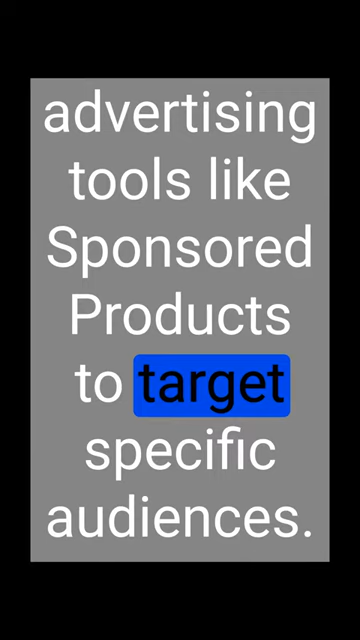 advertising
tools like
Sponsored
Products
to target
specific
audiences.